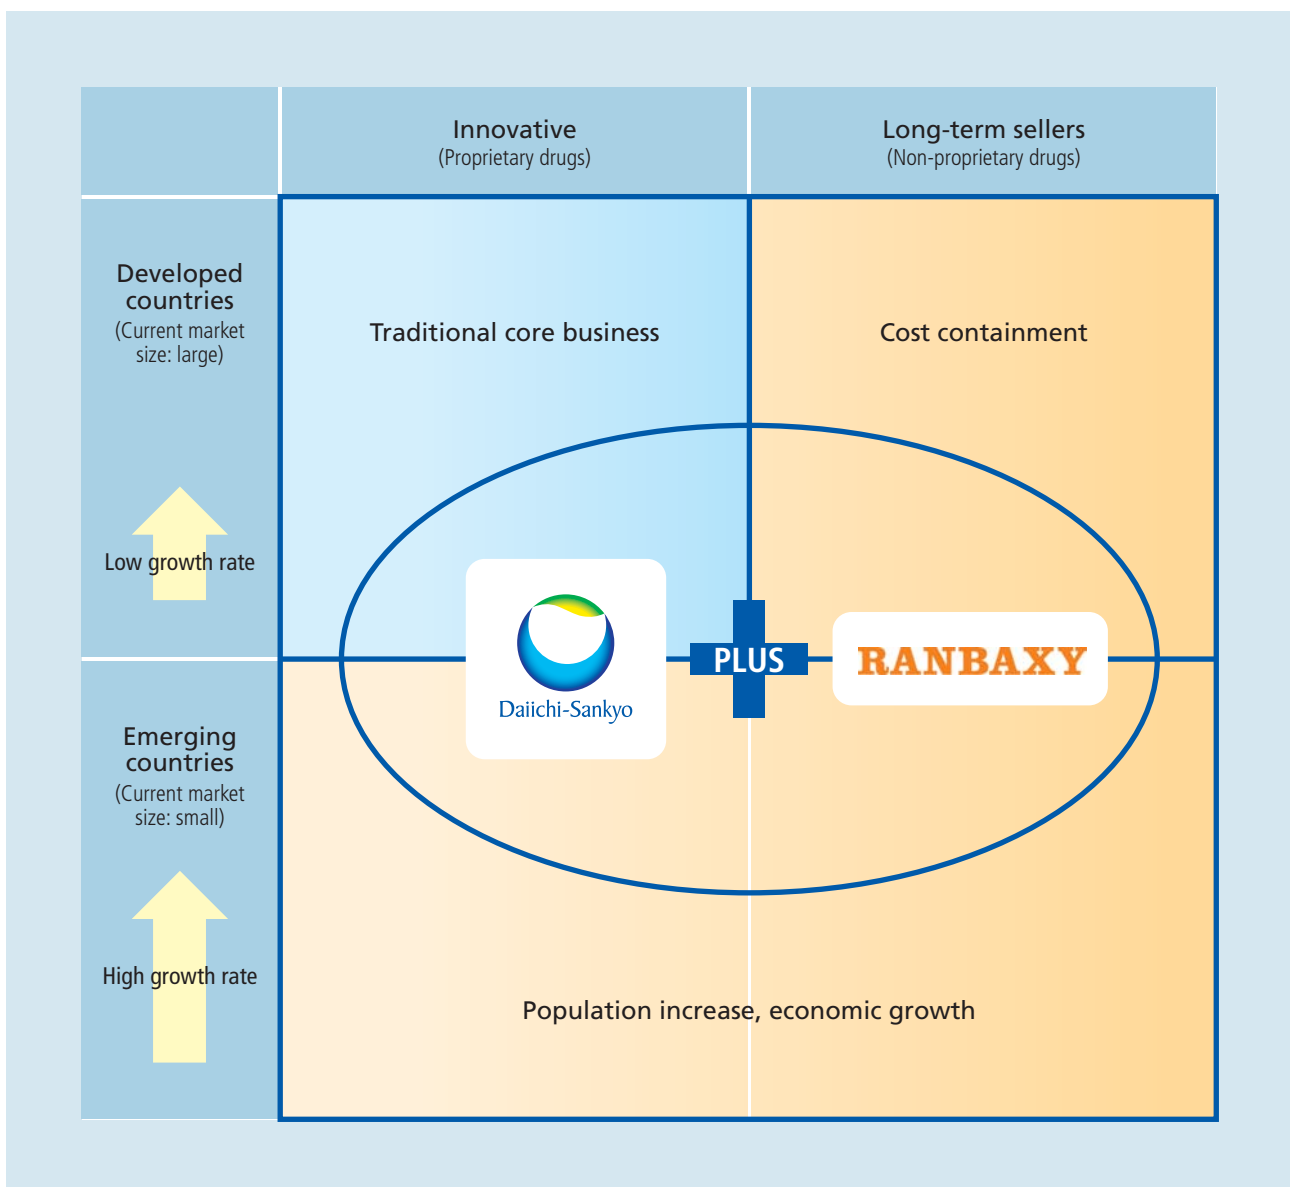 Innovative
(Proprietary drugs)
Long-term sellers
(Non-proprietary drugs)
Developed
countries
(Current market
size: large)
Low growth rate
Traditional core business
Cost containment
Daiichi-Sankyo
PLUS
RANBAXY
Emerging
countries
(Current market
size: small)
High growth rate
Population increase, economic growth